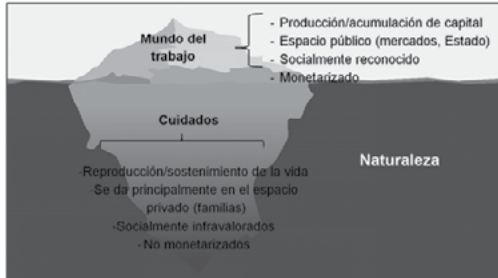 Mundo del
trabajo
- Producción/acumulación de capital
- Espacio público (mercados, Estado)
- Socialmente reconocido
- Monetarizado
Cuidados
-Reproducción/sostenimiento de la vida
-Se da principalmente en el espacio
privado (familias)
-Socialmente infravalorados
-No monetarizados
Naturaleza